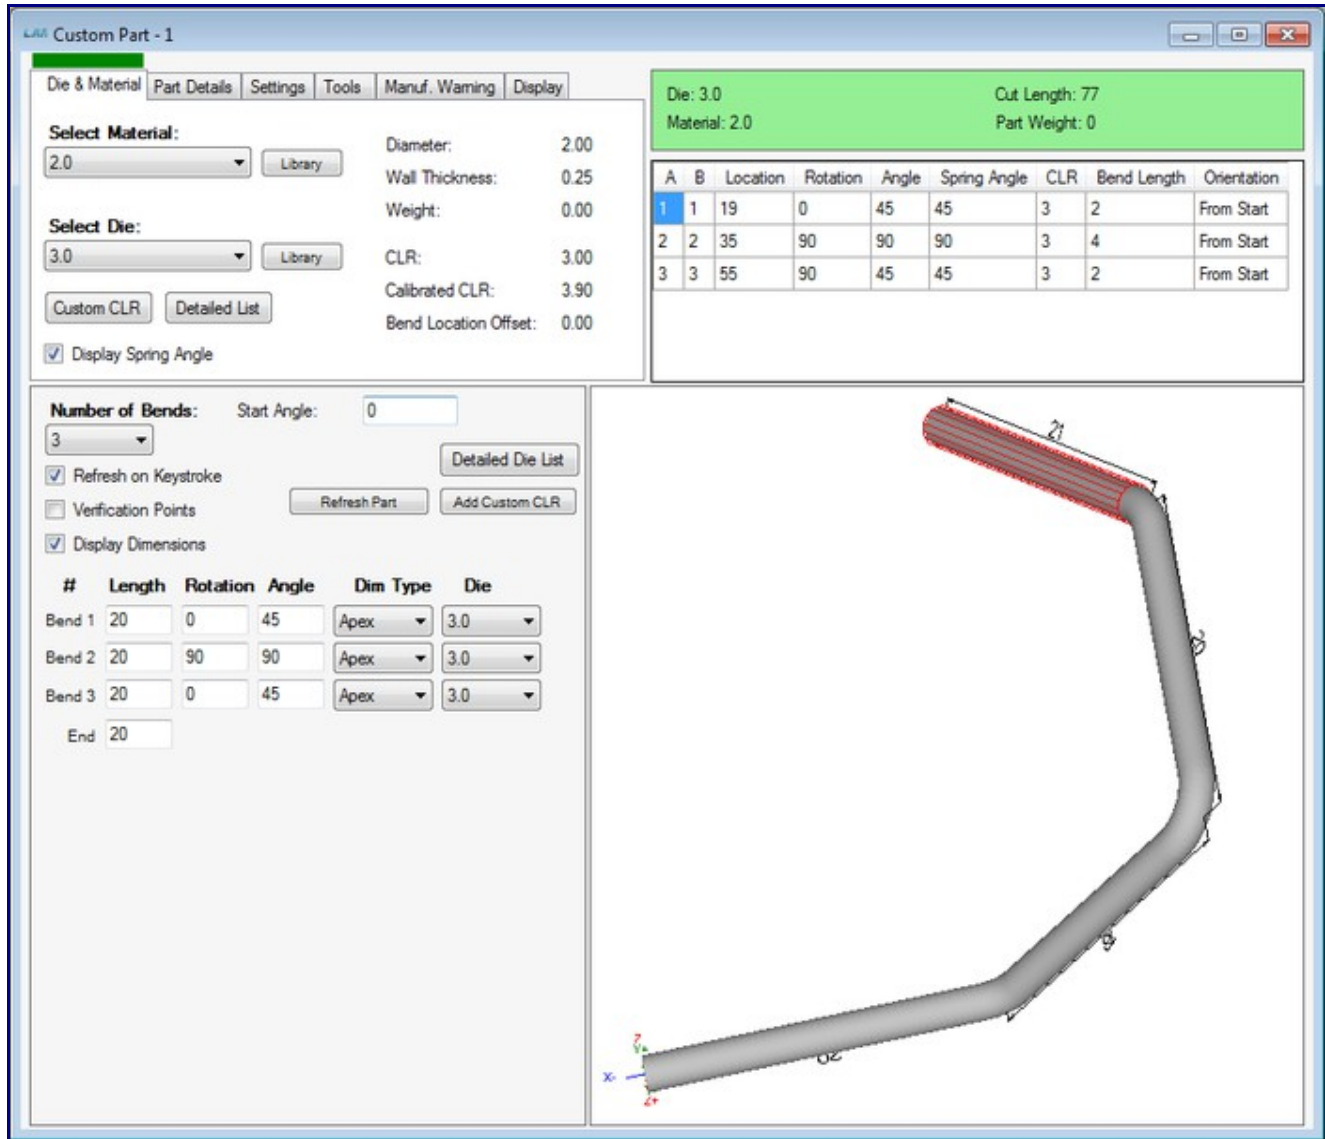 Custom Part - 1
Die & Material Part Details Settings Tools Manuf. Warning Display
Select Material:
2.0 Library
Select Die:
3.0 Library
Custom CLR Detailed List
Display Spring Angle
Diameter: 2.00
Wall Thickness: 0.25
Weight: 0.00
CLR: 3.00
Calibrated CLR: 3.90
Bend Location Offset: 0.00
Die: 3.0 Cut Length: 77
Material: 2.0 Part Weight: 0
A B Location Rotation Angle Spring Angle CLR Bend Length Orientation
1 1 19 0 45 45 3 2 From Start
2 2 35 90 90 90 3 4 From Start
3 3 55 90 45 45 3 2 From Start
Number of Bends: Start Angle: 0
3
Detailed Die List
Refresh on Keystroke
Refresh Part Add Custom CLR
Verification Points
Display Dimensions
# Length Rotation Angle Dim Type Die
Bend 1 20 0 45 Apex 3.0
Bend 2 20 90 90 Apex 3.0
Bend 3 20 0 45 Apex 3.0
End 20
21
20
X-
Z+